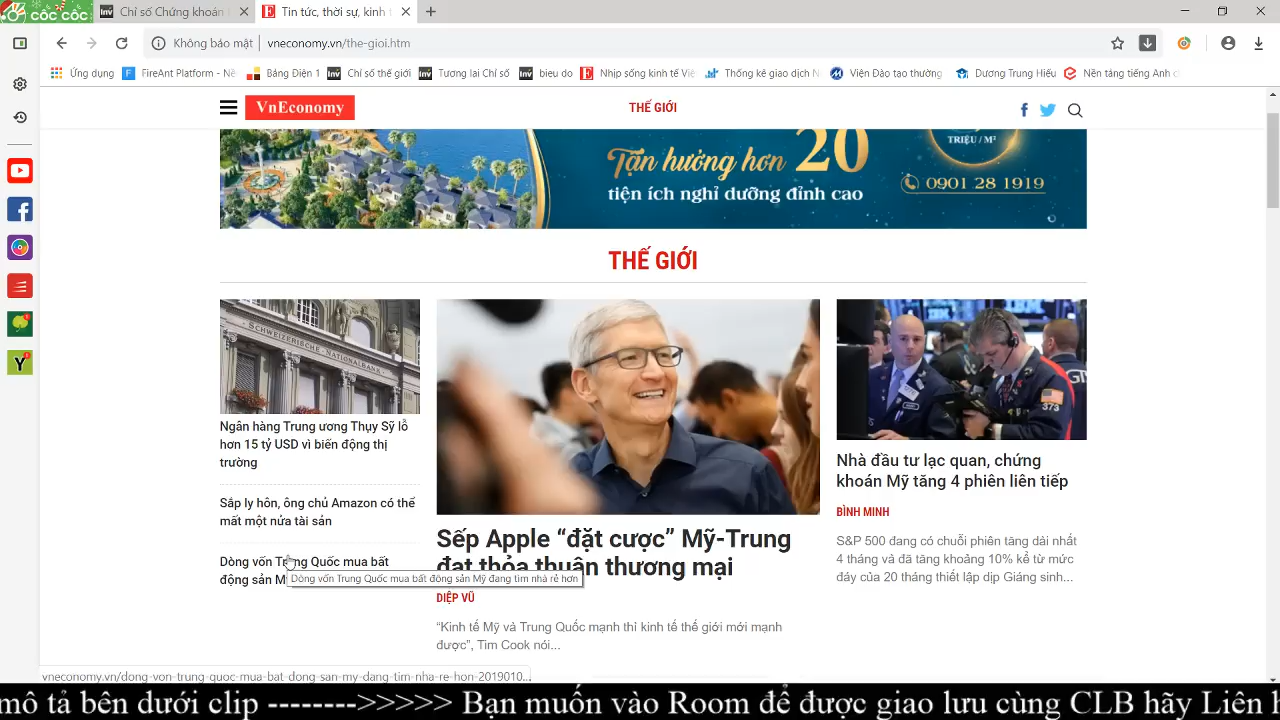 cốc cốc
Chỉ số Chứng khoán
Tin tức, thời sự, kinh t
Không bảo mật
vneconomy.vn/the-gioi.htm
Ứng dụng
FireAnt Platform - Nề
Bảng Điện 1
Chỉ số thế giới
Tương lai Chỉ số
bieu do
Nhịp sống kinh tế Việ
Thống kê giao dịch N
Viện Đào tạo thường
Dương Trung Hiếu
Nền tảng tiếng Anh c
VnEconomy
THẾ GIỚI
Tận hưởng hơn 20
tiện ích nghỉ dưỡng đỉnh cao
TRIỆU / M²
0901 28 1919
THẾ GIỚI
SCHWEIZERISCHE NATIONALBANK
373
Ngân hàng Trung ương Thụy Sỹ lỗ
hơn 15 tỷ USD vì biến động thị
trường
Sắp ly hôn, ông chủ Amazon có thể
mất một nửa tài sản
Dòng vốn Trung Quốc mua bất
động sản M
Dòng vốn Trung Quốc mua bất động sản Mỹ đang tìm nhà rẻ hơn
Sếp Apple “đặt cược” Mỹ-Trung
đạt thỏa thuận thương mại
DIỆP VŨ
“Kinh tế Mỹ và Trung Quốc mạnh thì kinh tế thế giới mới mạnh
được”, Tim Cook nói...
Nhà đầu tư lạc quan, chứng
khoán Mỹ tăng 4 phiên liên tiếp
BÌNH MINH
S&P 500 đang có chuỗi phiên tăng dài nhất
4 tháng và đã tăng khoảng 10% kể từ mức
đáy của 20 tháng thiết lập dịp Giáng sinh...
vneconomy.vn/dong-von-trung-quoc-mua-bat-dong-san-my-dang-tim-nha-re-hon-2019010...
mô tả bên dưới clip -------->>>>> Bạn muốn vào Room để được giao lưu cùng CLB hãy Liên h